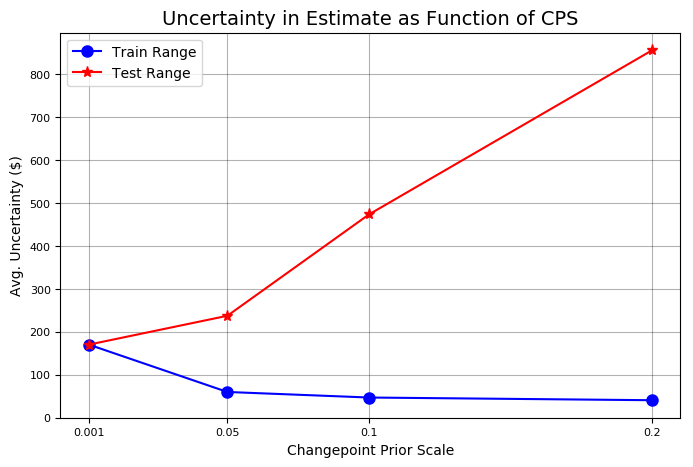 Uncertainty in Estimate as Function of CPS
Train Range
Test Range
Avg. Uncertainty ($)
800
700
600
500
400
300
200
100
0
0.001
0.05
0.1
0.2
Changepoint Prior Scale